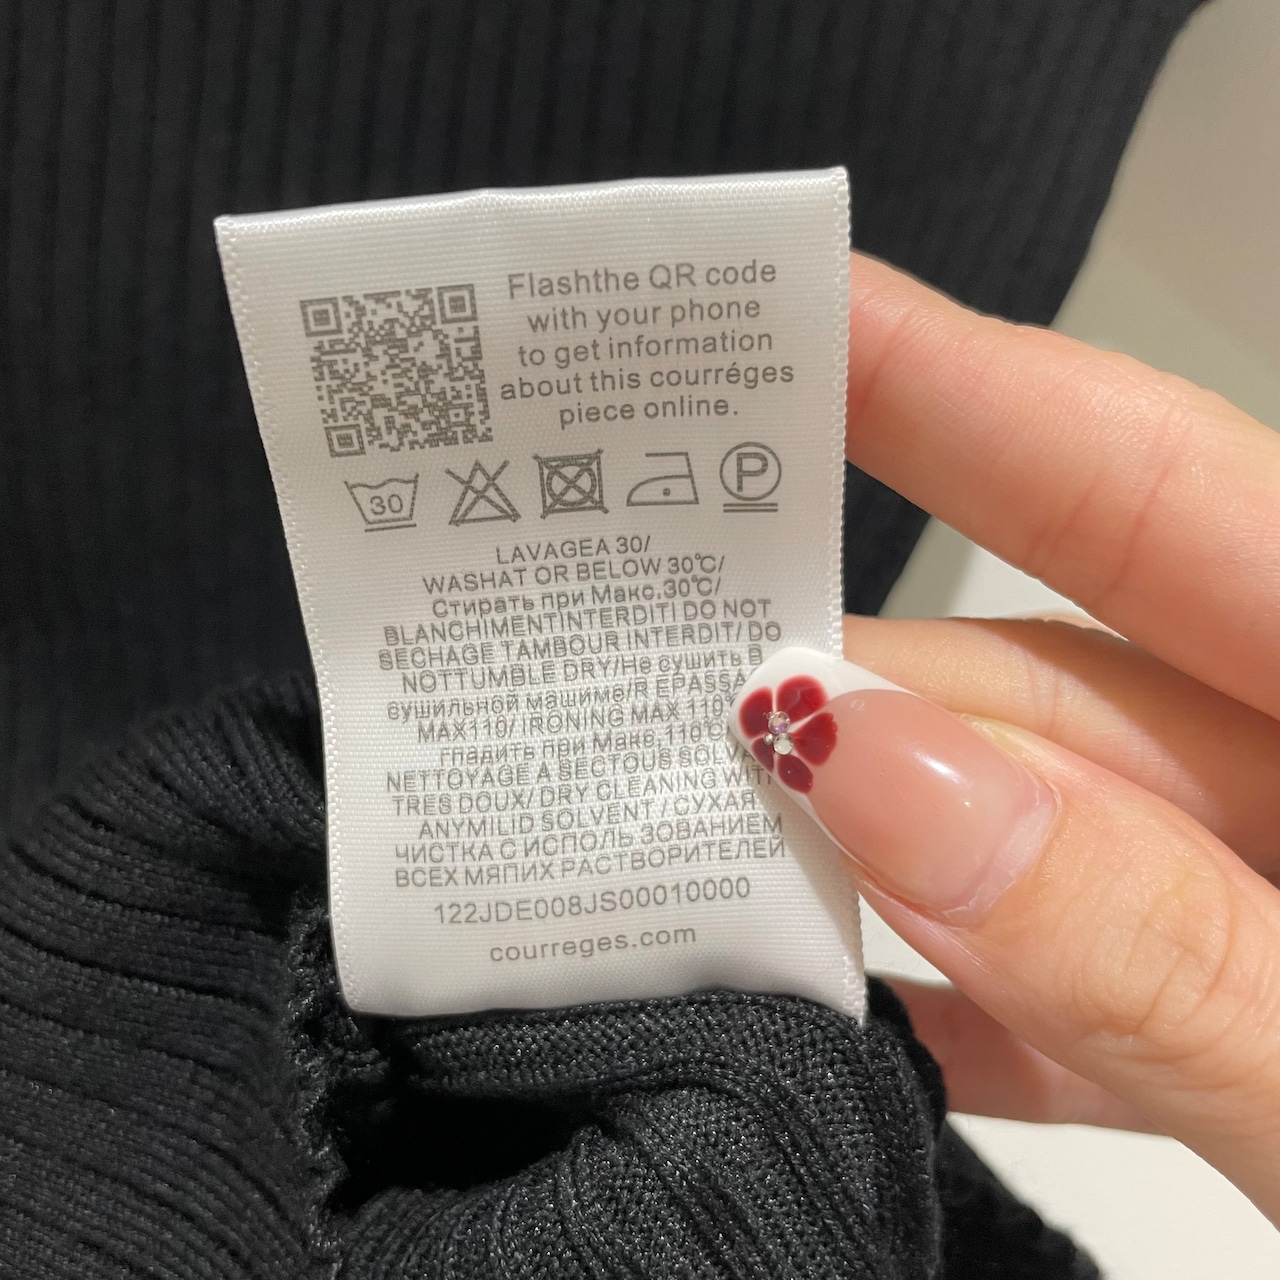 Flashthe QR code
with your phone
to get information
about this courréges
piece online.
30
P
LAVAGEA 30/
WASHAT OR BELOW 30℃/
Стирать при Макс.30℃/
BLANCHIMENTINTERDITI DO NOT
SECHAGE TAMBOUR INTERDIT/ DO
NOTTUMBLE DRY/Не сушить В
сушильной машиме/R EPASSA
MAX110/ IRONING MAX 110°
гладить при Макс.110℃
NETTOYAGE A SECTOUS SOLVA
TRES DOUX/ DRY CLEANING WITH
ANYMILID SOLVENT / СУХАЯ
ЧИСТКА С ИСПОЛЬ ЗОВАНИЕМ
ВСЕХ МЯПИХ РАСТВОРИТЕЛЕЙ
122JDE008JS00010000
courreges.com